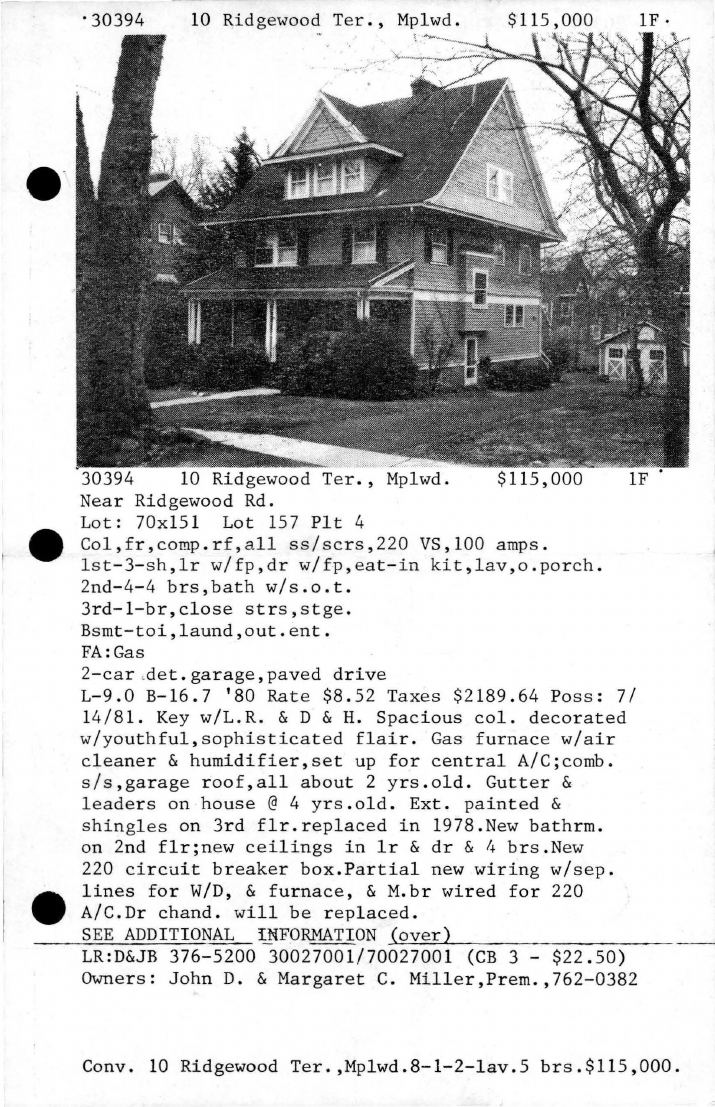 30394 10 Ridgewood Ter., Mplwd. $115,000 1F
30394 10 Ridgewood Ter., Mplwd. $115,000 1F
Near Ridgewood Rd.
Lot: 70x151 Lot 157 Plt 4
Col,fr,comp.rf,all ss/scrs,220 VS,100 amps.
1st-3-sh,lr w/fp,dr w/fp,eat-in kit,lav,o.porch.
2nd-4-4 brs,bath w/s.o.t.
3rd-1-br,close strs,stge.
Bsmt-toi,laund,out.ent.
FA:Gas
2-car det.garage,paved drive
L-9.0 B-16.7 '80 Rate $8.52 Taxes $2189.64 Poss: 7/
14/81. Key w/L.R. & D & H. Spacious col. decorated
w/youthful,sophisticated flair. Gas furnace w/air
cleaner & humidifier,set up for central A/C;comb.
s/s,garage roof,all about 2 yrs.old. Gutter &
leaders on house @ 4 yrs.old. Ext. painted &
shingles on 3rd flr.replaced in 1978.New bathrm.
on 2nd flr;new ceilings in lr & dr & 4 brs.New
220 circuit breaker box.Partial new wiring w/sep.
lines for W/D, & furnace, & M.br wired for 220
A/C.Dr chand. will be replaced.
SEE ADDITIONAL INFORMATION (over)
LR:D&JB 376-5200 30027001/70027001 (CB 3 - $22.50)
Owners: John D. & Margaret C. Miller,Prem.,762-0382
Conv. 10 Ridgewood Ter.,Mplwd.8-1-2-lav.5 brs.$115,000.